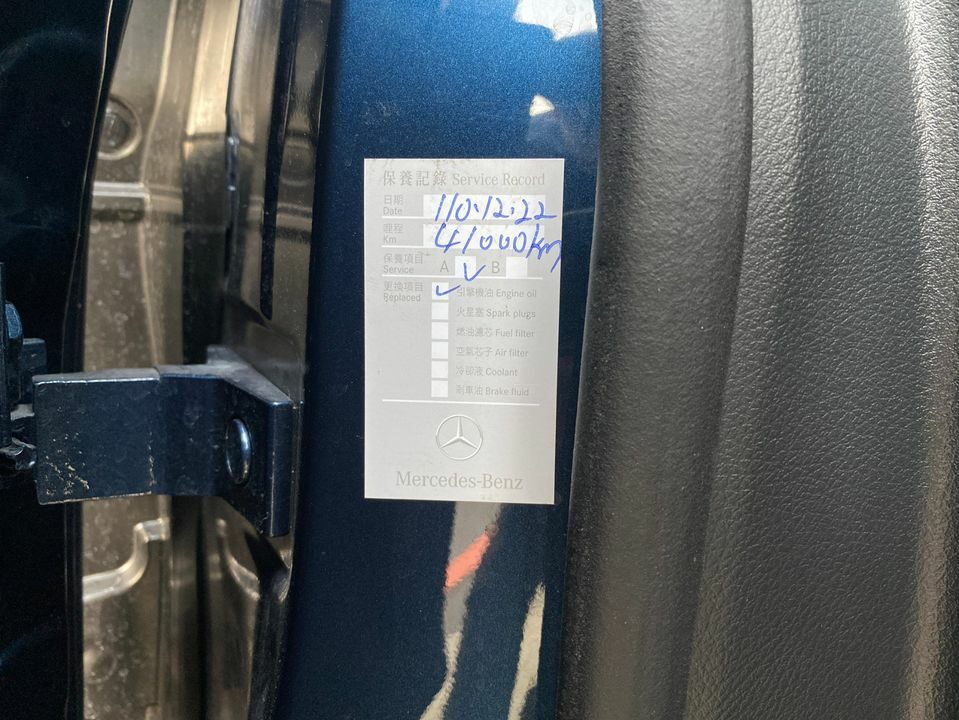 保養記錄 Service Record
日期 Date 110.12.22
哩程 Km 41000km
保養項目 Service A ✓ B
更換項目 Replaced ✓ 引擎機油 Engine oil
火星塞 Spark plugs
燃油濾芯 Fuel filter
空氣芯子 Air filter
冷卻液 Coolant
剎車油 Brake fluid
Mercedes-Benz